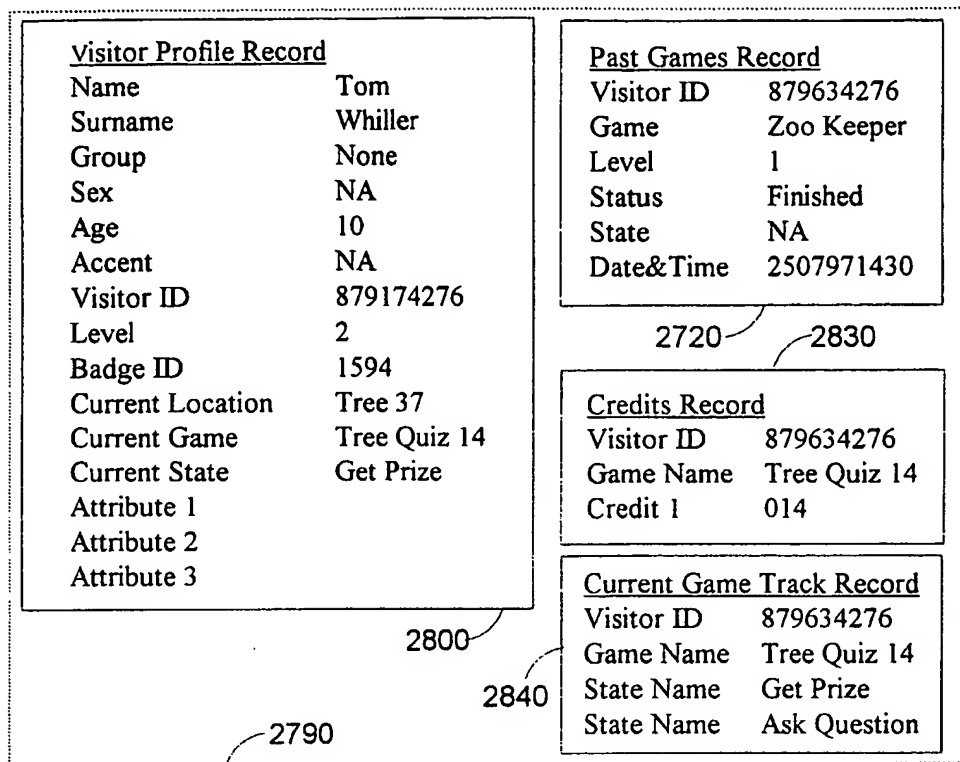 Visitor Profile Record
Name Tom
Surname Whiller
Group None
Sex NA
Age 10
Accent NA
Visitor ID 879174276
Level 2
Badge ID 1594
Current Location Tree 37
Current Game Tree Quiz 14
Current State Get Prize
Attribute 1
Attribute 2
Attribute 3
2800
Past Games Record
Visitor ID 879634276
Game Zoo Keeper
Level 1
Status Finished
State NA
Date&Time 2507971430
2720
2830
Credits Record
Visitor ID 879634276
Game Name Tree Quiz 14
Credit 1 014
Current Game Track Record
Visitor ID 879634276
Game Name Tree Quiz 14
State Name Get Prize
State Name Ask Question
2840
2790